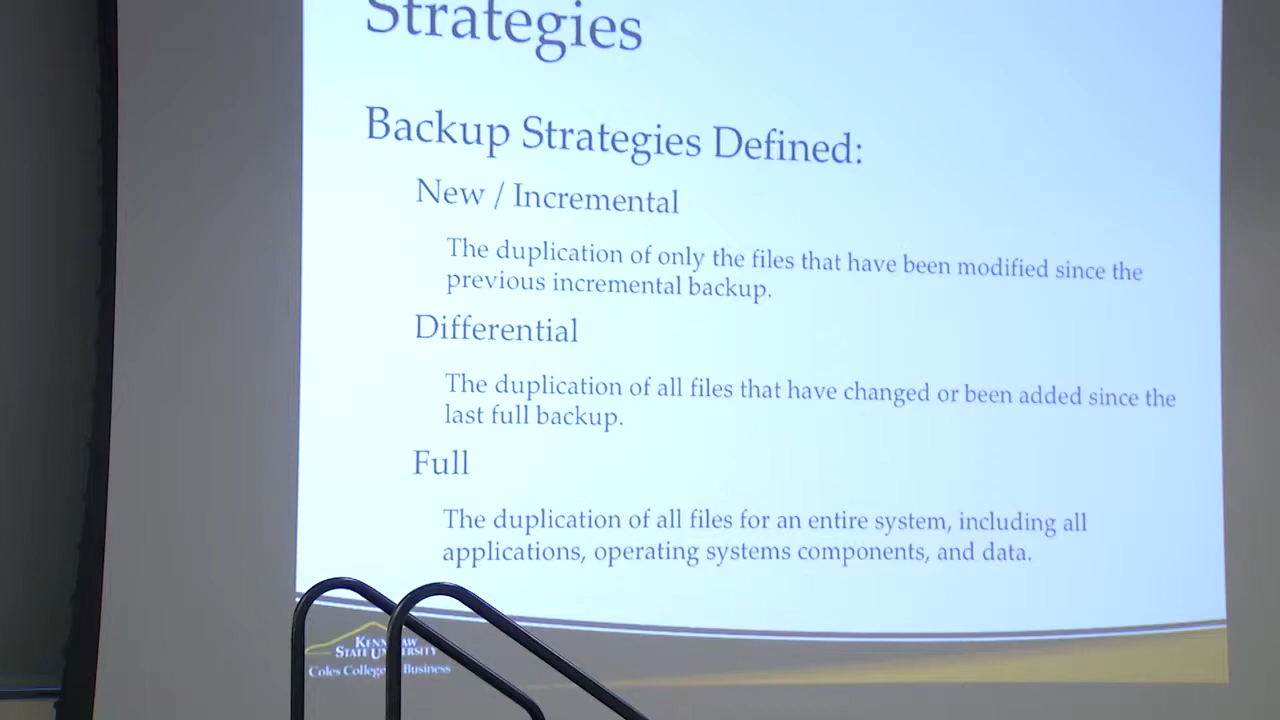 Strategies
Backup Strategies Defined:
New / Incremental
The duplication of only the files that have been modified since the
previous incremental backup.
Differential
The duplication of all files that have changed or been added since the
last full backup.
Full
The duplication of all files for an entire system, including all
applications, operating systems components, and data.
STATE
Coles College Business